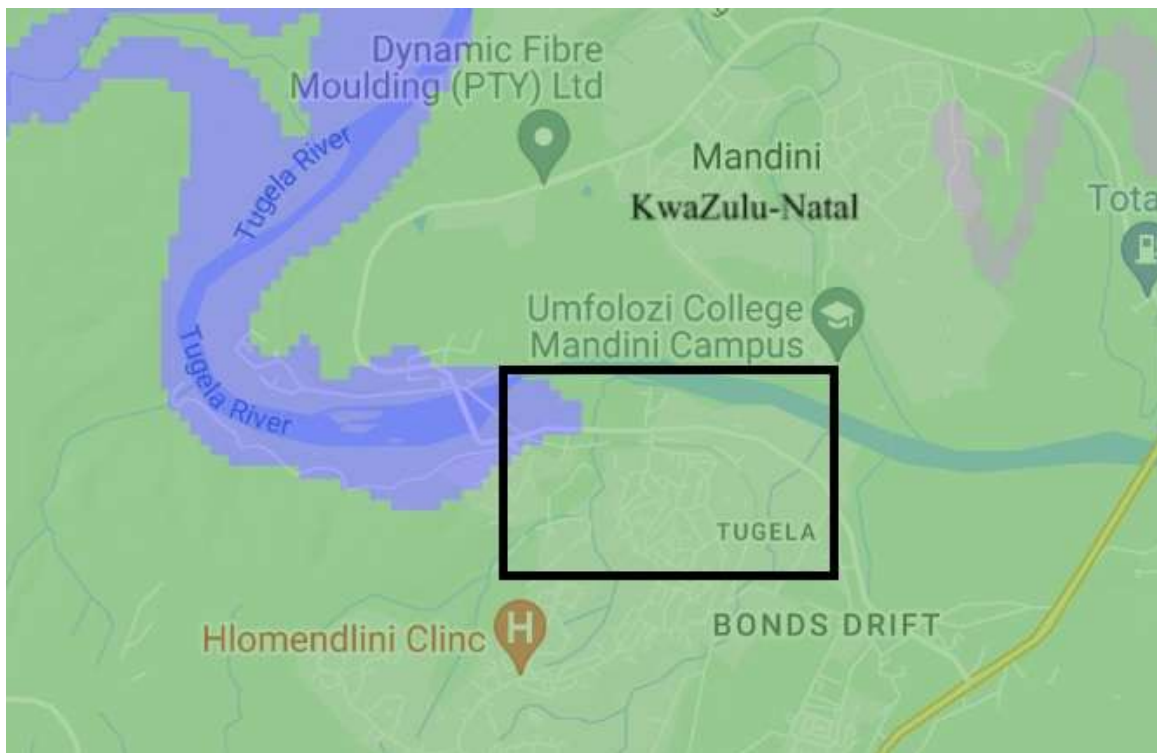 Dynamic Fibre
Moulding (PTY) Ltd
Tugela River
Mandini
KwaZulu-Natal
Tota
Umfolozi College
Mandini Campus
Tugela River
TUGELA
Hlomendlini Clinc
H
BONDS DRIFT